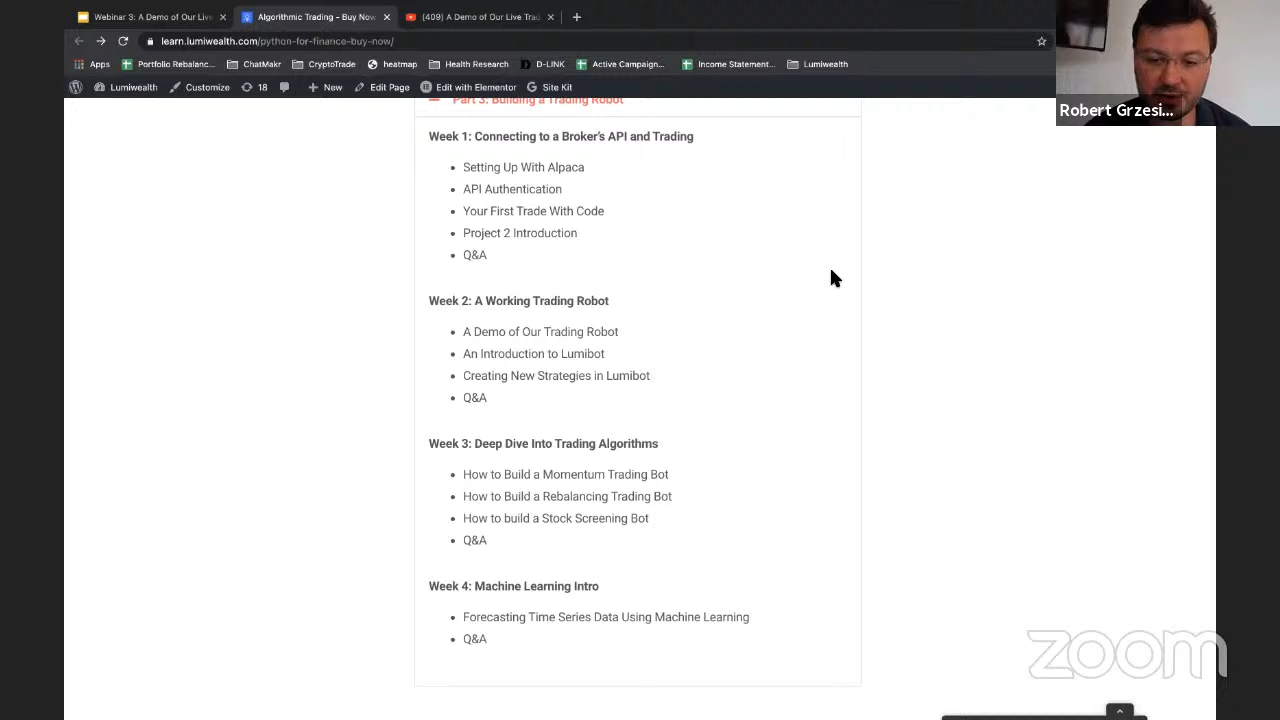 Webinar 3: A Demo of Our Live
Algorithmic Trading - Buy Now
(409) A Demo of Our Live Trad
learn.lumiwealth.com/python-for-finance-buy-now/
Apps
Portfolio Rebalanc...
ChatMakr
CryptoTrade
heatmap
Health Research
D-LINK
Active Campaign...
Income Statement...
Lumiwealth
Lumiwealth
Customize
18
New
Edit Page
Edit with Elementor
Site Kit
Robert Grzesi...
Part 3: Building a Trading Robot
Week 1: Connecting to a Broker's API and Trading
Setting Up With Alpaca
API Authentication
Your First Trade With Code
Project 2 Introduction
Q&A
Week 2: A Working Trading Robot
A Demo of Our Trading Robot
An Introduction to Lumibot
Creating New Strategies in Lumibot
Q&A
Week 3: Deep Dive Into Trading Algorithms
How to Build a Momentum Trading Bot
How to Build a Rebalancing Trading Bot
How to build a Stock Screening Bot
Q&A
Week 4: Machine Learning Intro
Forecasting Time Series Data Using Machine Learning
Q&A
zoom